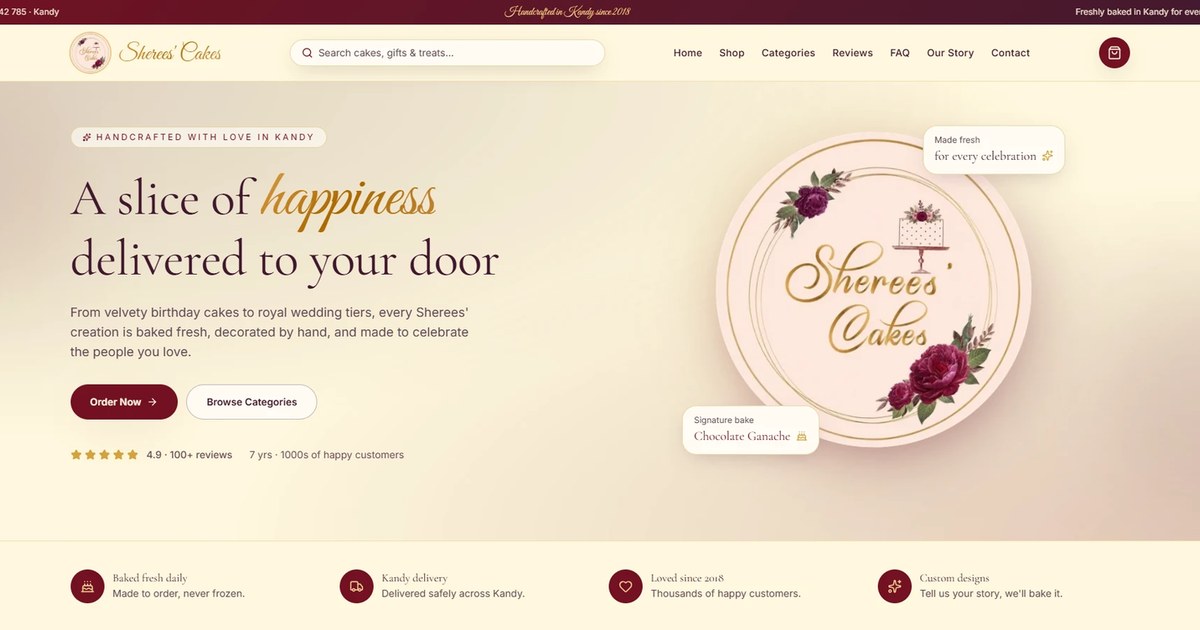 42 785 · Kandy
Handcrafted in Kandy since 2018
Freshly baked in Kandy for
Sherees' Cakes
Search cakes, gifts & treats...
Home
Shop
Categories
Reviews
FAQ
Our Story
Contact
HANDCRAFTED WITH LOVE IN KANDY
A slice of happiness
delivered to your door
From velvety birthday cakes to royal wedding tiers, every Sherees'
creation is baked fresh, decorated by hand, and made to celebrate
the people you love.
Order Now →
Browse Categories
4.9 · 100+ reviews
7 yrs · 1000s of happy customers
Made fresh
for every celebration
Sherees'
Cakes
Signature bake
Chocolate Ganache
Baked fresh daily
Made to order, never frozen.
Kandy delivery
Delivered safely across Kandy.
Loved since 2018
Thousands of happy customers.
Custom designs
Tell us your story, we'll bake it.